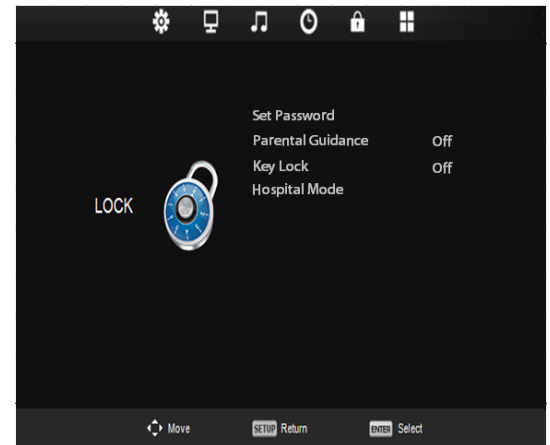 Set Password
Parental Guidance Off
Key Lock Off
Hospital Mode
LOCK
Move SETUP Return ENTER Select